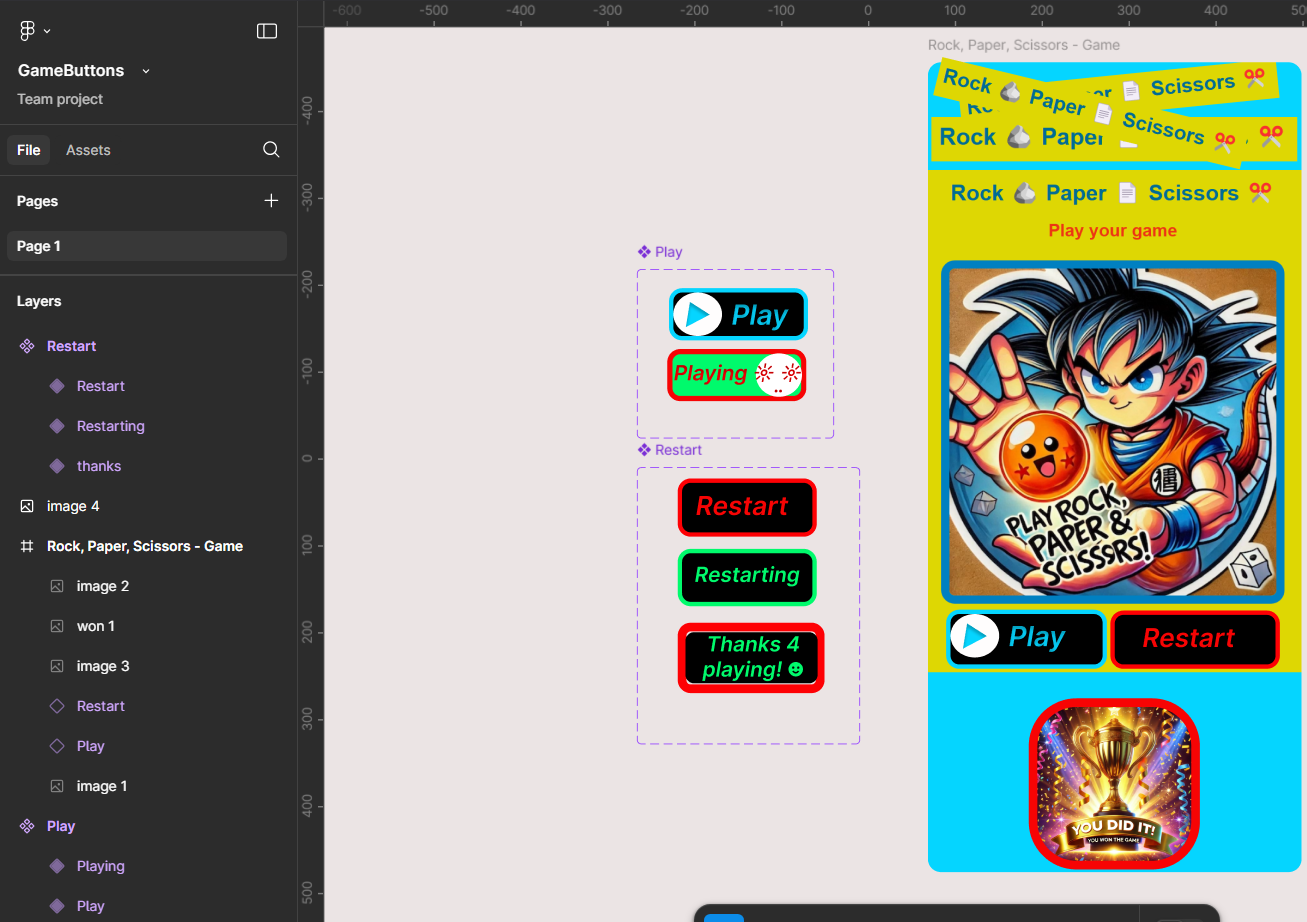 GameButtons
Team project
File
Assets
Pages
Page 1
Layers
Restart
Restart
Restarting
thanks
image 4
Rock, Paper, Scissors - Game
image 2
won 1
image 3
Restart
Play
image 1
Play
Playing
Play
-600 -500 -400 -300 -200 -100 0 100 200 300 400
-400
-300
-200
-100
0
100
200
300
400
500
Play
Play
Playing
Restart
Restart
Restarting
Thanks 4
playing!
Rock, Paper, Scissors - Game
Scissors
Rock Paper Scissors
Rock
Rock Paper Scissors
Play your game
PLAY ROCK,
PAPER &
SCISSSRS!
Play
Restart
YOU DID IT!
YOU WON THE GAME